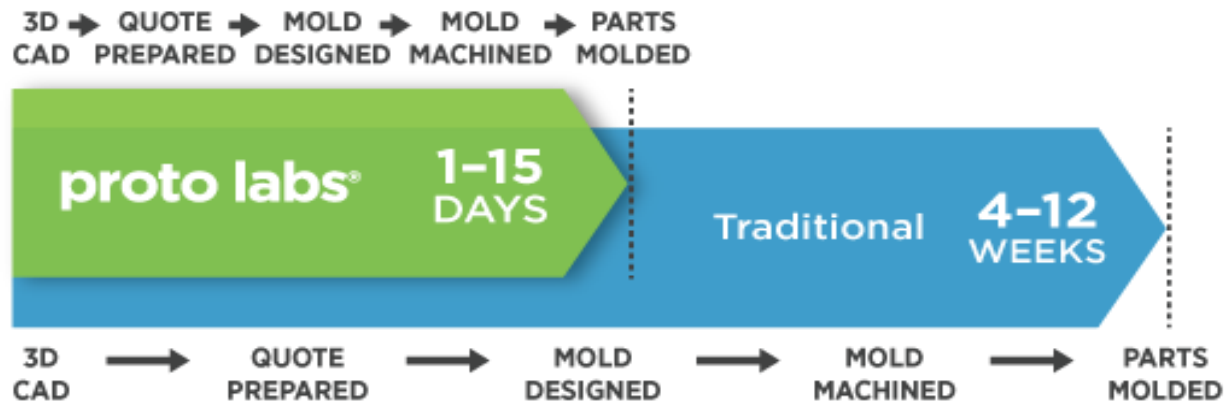 3D → QUOTE → MOLD → MOLD → PARTS
CAD PREPARED DESIGNED MACHINED MOLDED
proto labs®
1–15
DAYS
Traditional
4–12
WEEKS
3D → QUOTE → MOLD → MOLD → PARTS
CAD PREPARED DESIGNED MACHINED MOLDED